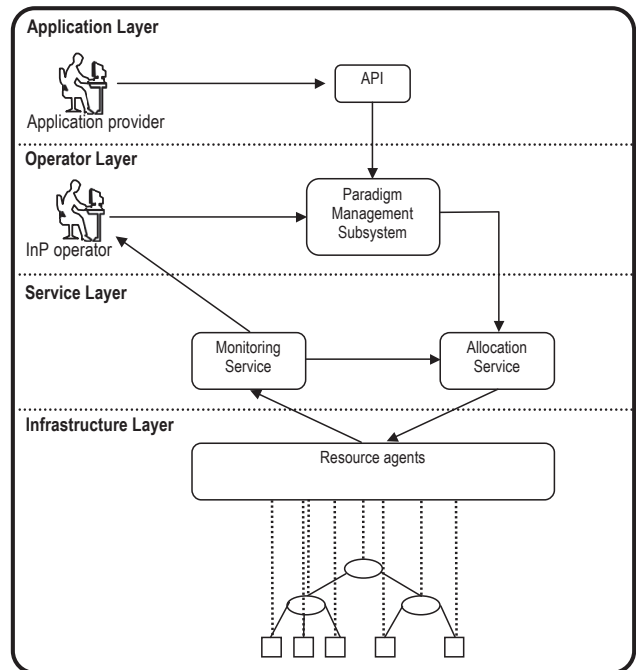 Application Layer
API
Application provider
Operator Layer
Paradigm
Management
Subsystem
InP operator
Service Layer
Monitoring
Service
Allocation
Service
Infrastructure Layer
Resource agents